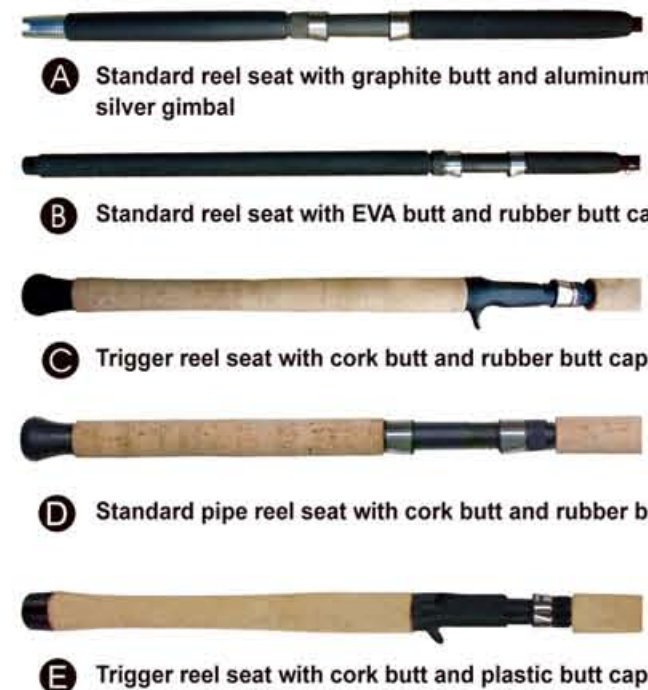 A Standard reel seat with graphite butt and aluminum
silver gimbal
B Standard reel seat with EVA butt and rubber butt
C Trigger reel seat with cork butt and rubber butt cap
D Standard pipe reel seat with cork butt and rubber
E Trigger reel seat with cork butt and plastic butt cap